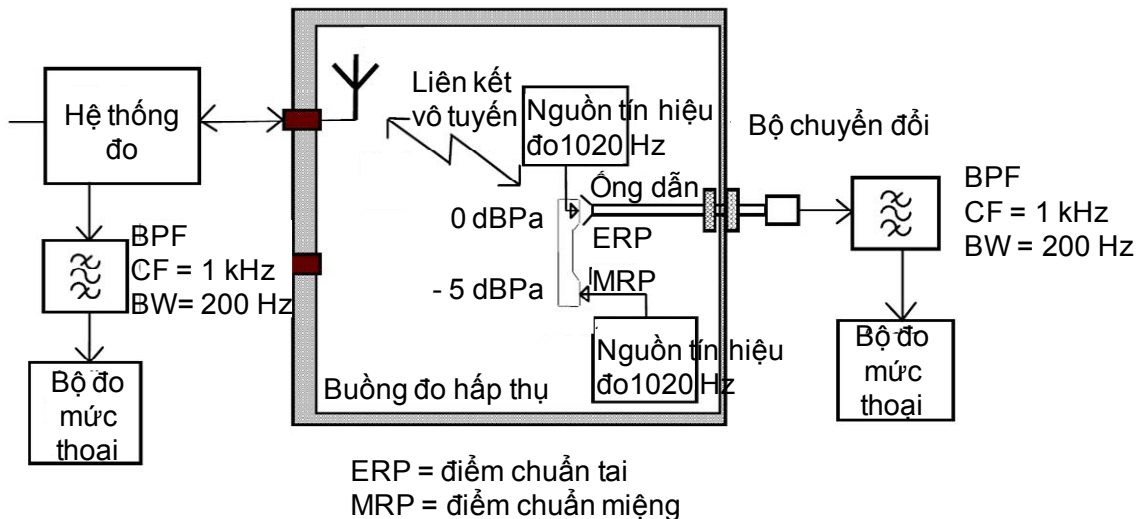 Hệ thống
đo
BPF
CF = 1 kHz
BW= 200 Hz
Bộ đo
mức
thoại
Liên kết
vô tuyến
Nguồn tín hiệu
đo1020 Hz
Ống dẫn
0 dBPa
ERP
- 5 dBPa
MRP
Nguồn tín hiệu
đo1020 Hz
Buồng đo hấp thụ
Bộ chuyển đổi
BPF
CF = 1 kHz
BW = 200 Hz
Bộ đo
mức
thoại
ERP = điểm chuẩn tai
MRP = điểm chuẩn miệng